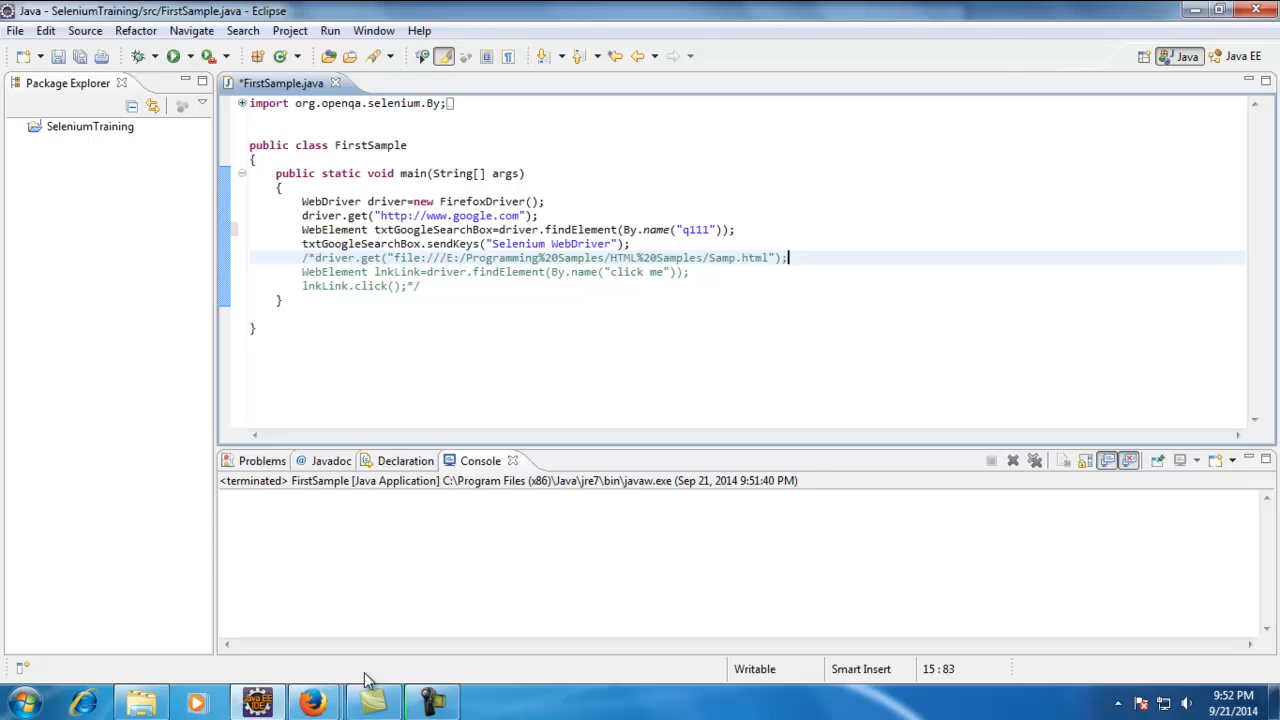 Java - SeleniumTraining/src/FirstSample.java - Eclipse
File Edit Source Refactor Navigate Search Project Run Window Help
Java Java EE
Package Explorer
*FirstSample.java
SeleniumTraining
import org.openqa.selenium.By;
public class FirstSample
{
public static void main(String[] args)
{
WebDriver driver=new FirefoxDriver();
driver.get("http://www.google.com");
WebElement txtGoogleSearchBox=driver.findElement(By.name("q111"));
txtGoogleSearchBox.sendKeys("Selenium WebDriver");
/*driver.get("file:///E:/Programming%20Samples/HTML%20Samples/Samp.html");
WebElement lnkLink=driver.findElement(By.name("click me"));
lnkLink.click();*/
}
}
Problems @ Javadoc Declaration Console
<terminated> FirstSample [Java Application] C:\Program Files (x86)\Java\jre7\bin\javaw.exe (Sep 21, 2014 9:51:40 PM)
Writable Smart Insert 15 : 83
Java EE
IDE
9:52 PM
9/21/2014